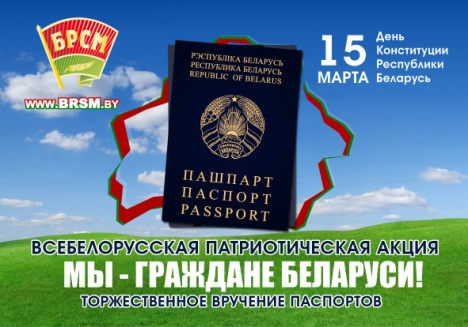 БРСМ
www.BRSM.BY
15
МАРТА
День
Конституции
Республики
Беларусь
РЭСПУБЛІКА БЕЛАРУСЬ
РЕСПУБЛИКА БЕЛАРУСЬ
REPUBLIC OF BELARUS
ПАШПАРТ
ПАСПОРТ
PASSPORT
ВСЕБЕЛОРУССКАЯ ПАТРИОТИЧЕСКАЯ АКЦИЯ
МЫ - ГРАЖДАНЕ БЕЛАРУСИ!
ТОРЖЕСТВЕННОЕ ВРУЧЕНИЕ ПАСПОРТОВ